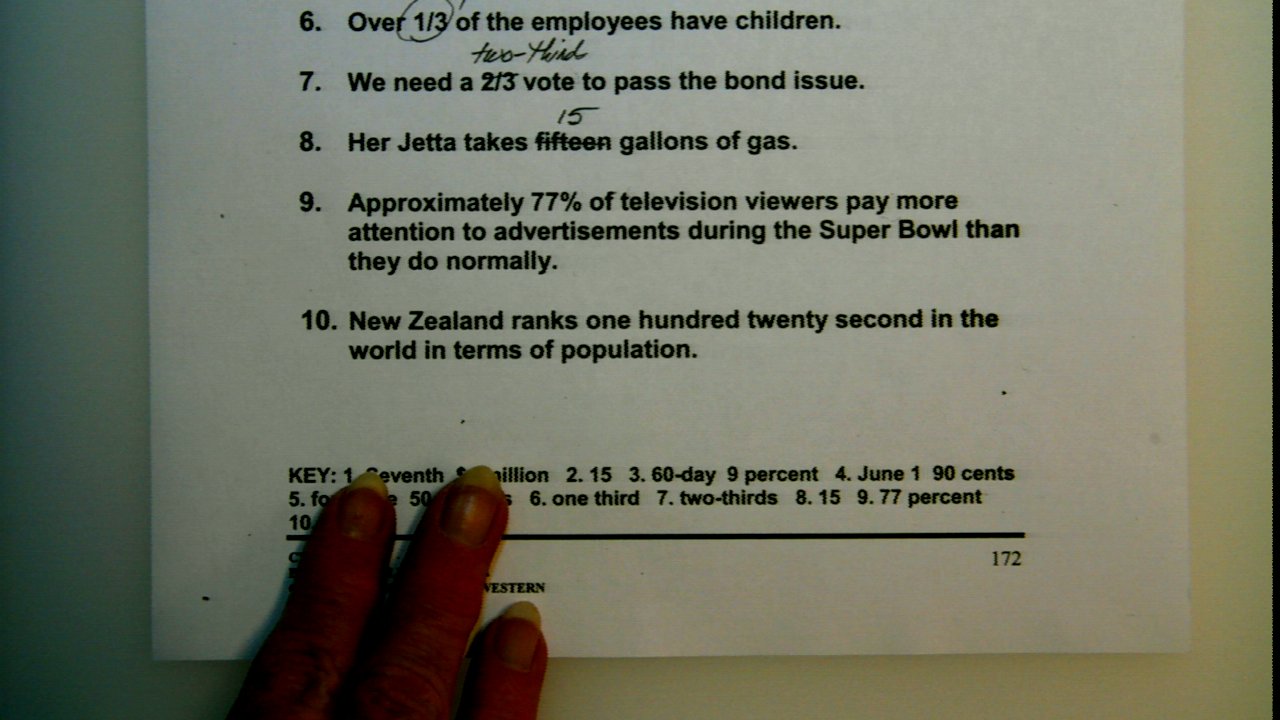 6. Over 1/3 of the employees have children.
two-third
7. We need a 2/3 vote to pass the bond issue.
15
8. Her Jetta takes fifteen gallons of gas.
9. Approximately 77% of television viewers pay more
attention to advertisements during the Super Bowl than
they do normally.
10. New Zealand ranks one hundred twenty second in the
world in terms of population.
KEY: 1. Seventh 2. 15 3. 60-day 9 percent 4. June 1 90 cents
5. 50 6. one third 7. two-thirds 8. 15 9. 77 percent
10
172